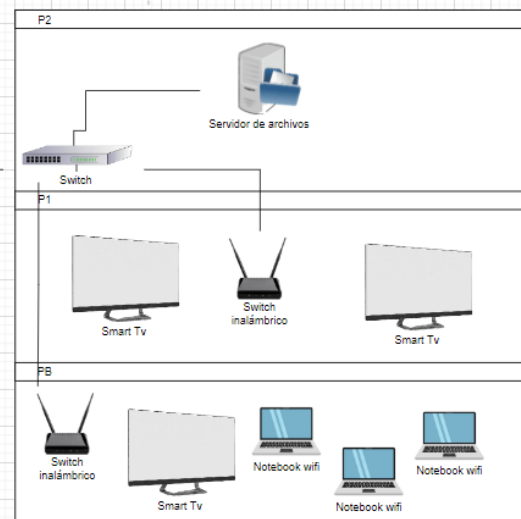 P2
Servidor de archivos
Switch
P1
Smart Tv
Switch
inalámbrico
Smart Tv
PB
Switch
inalámbrico
Smart Tv
Notebook wifi
Notebook wifi
Notebook wifi